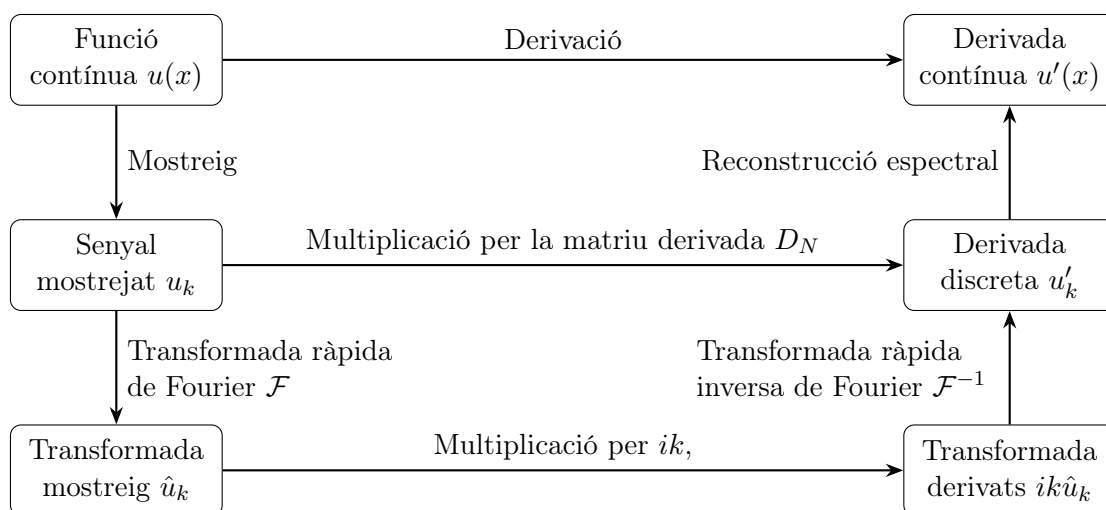 Funció
contínua u(x)
Derivació
Derivada
contínua u'(x)
Mostreig
Reconstrucció espectral
Senyal
mostrejat u_k
Multiplicació per la matriu derivada D_N
Derivada
discreta u'_k
Transformada ràpida
de Fourier ℱ
Transformada ràpida
inversa de Fourier ℱ⁻¹
Transformada
mostreig û_k
Multiplicació per ik,
Transformada
derivats ikû_k